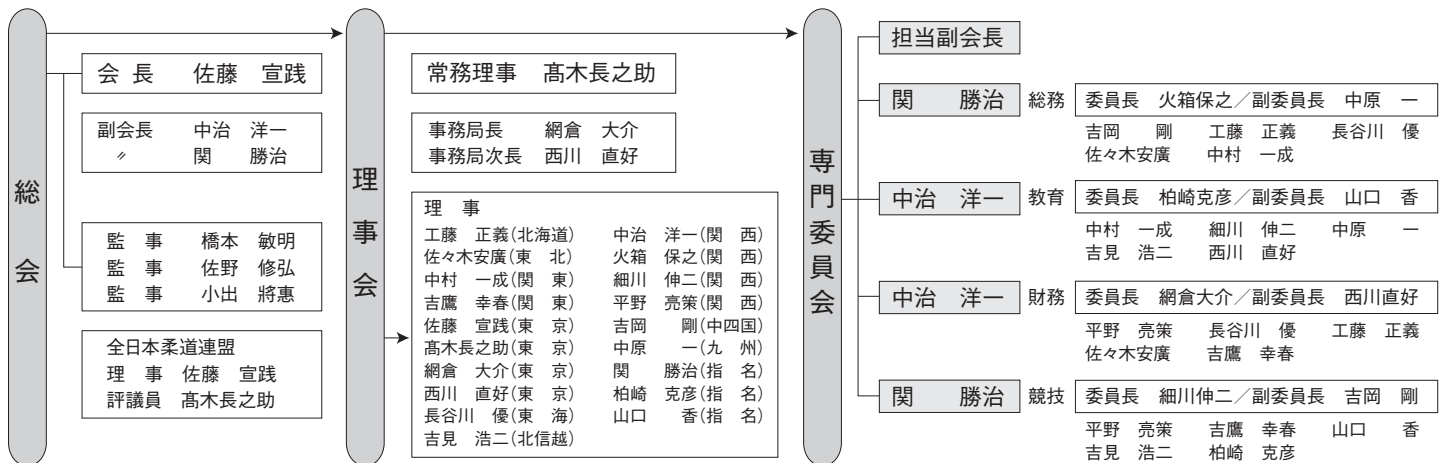 総会
会 長　佐藤　宣践
副会長　中治　洋一
〃　関　　勝治
監　事　橋本　敏明
監　事　佐野　修弘
監　事　小出　將惠
全日本柔道連盟
理　事　佐藤　宣践
評議員　髙木長之助
理事会
常務理事　髙木長之助
事務局長　網倉　大介
事務局次長　西川　直好
理　事
工藤　正義(北海道)　中治　洋一(関　西)
佐々木安廣(東　北)　火箱　保之(関　西)
中村　一成(関　東)　細川　伸二(関　西)
吉鷹　幸春(関　東)　平野　亮策(関　西)
佐藤　宣践(東　京)　吉岡　　剛(中四国)
髙木長之助(東　京)　中原　　一(九　州)
網倉　大介(東　京)　関　　勝治(指　名)
西川　直好(東　京)　柏崎　克彦(指　名)
長谷川　優(東　海)　山口　　香(指　名)
吉見　浩二(北信越)
専門委員会
担当副会長
関　　勝治　総務　委員長　火箱保之／副委員長　中原　一
吉岡　　剛　工藤　正義　長谷川　優
佐々木安廣　中村　一成
中治　洋一　教育　委員長　柏崎克彦／副委員長　山口　香
中村　一成　細川　伸二　中原　　一
吉見　浩二　西川　直好
中治　洋一　財務　委員長　網倉大介／副委員長　西川直好
平野　亮策　長谷川　優　工藤　正義
佐々木安廣　吉鷹　幸春
関　　勝治　競技　委員長　細川伸二／副委員長　吉岡　剛
平野　亮策　吉鷹　幸春　山口　　香
吉見　浩二　柏崎　克彦